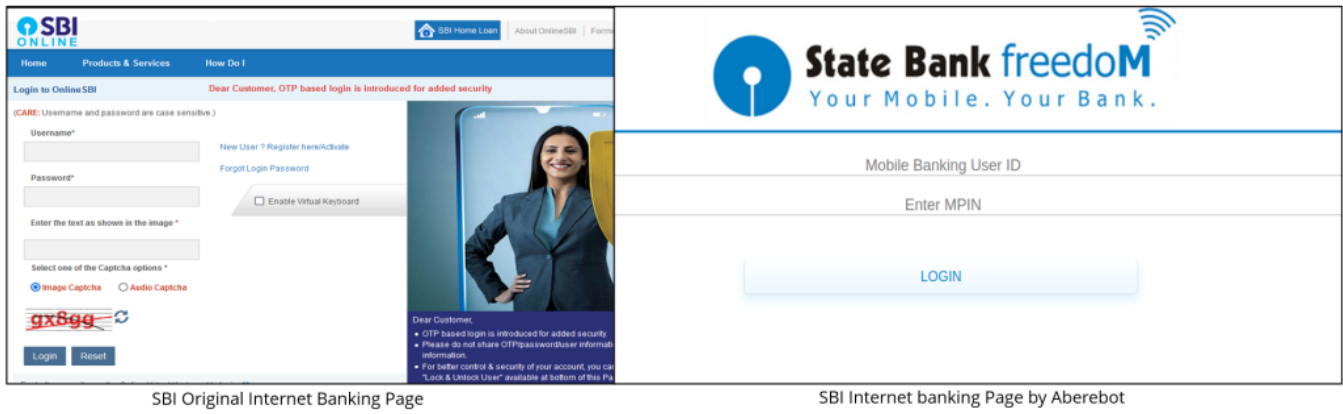 SBI
ONLINE
SBI Home Loan
About OnlineSBI
Home
Products & Services
How Do I
Login to OnlineSBI
Dear Customer, OTP based login is introduced for added security
(CARE: Username and password are case sensitive.)
Username*
New User ? Register here/Activate
Forgot Login Password
Password*
Enable Virtual Keyboard
Enter the text as shown in the image *
Select one of the Captcha options *
Image Captcha
Audio Captcha
gx8gg
Login
Reset
Dear Customer,
OTP based login is introduced for added security.
Please do not share OTP/password/user
information.
For better control & security of your account, you
"Lock & Unlock User" available at bottom of this
SBI Original Internet Banking Page
State Bank freedoM
Your Mobile. Your Bank.
Mobile Banking User ID
Enter MPIN
LOGIN
SBI Internet banking Page by Aberebot